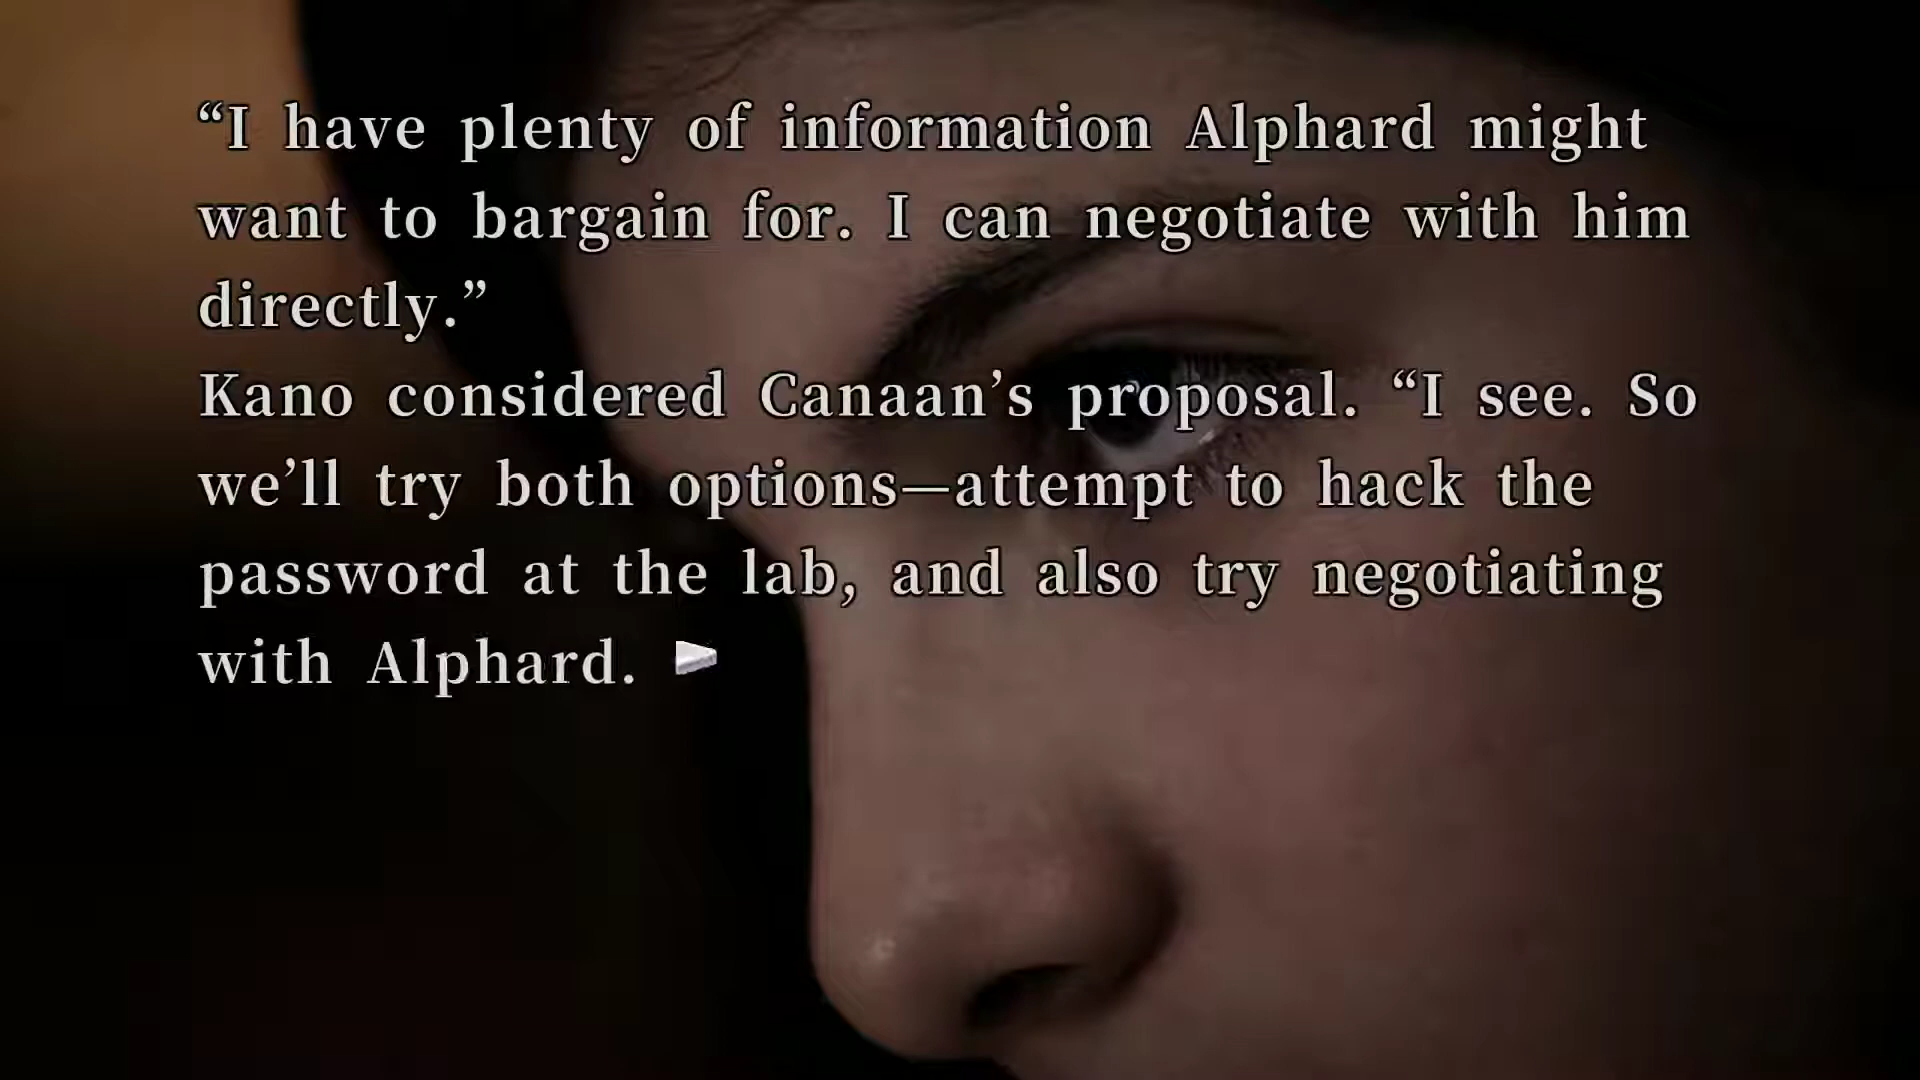 “I have plenty of information Alphard might
want to bargain for. I can negotiate with him
directly.”
Kano considered Canaan’s proposal. “I see. So
we’ll try both options—attempt to hack the
password at the lab, and also try negotiating
with Alphard.